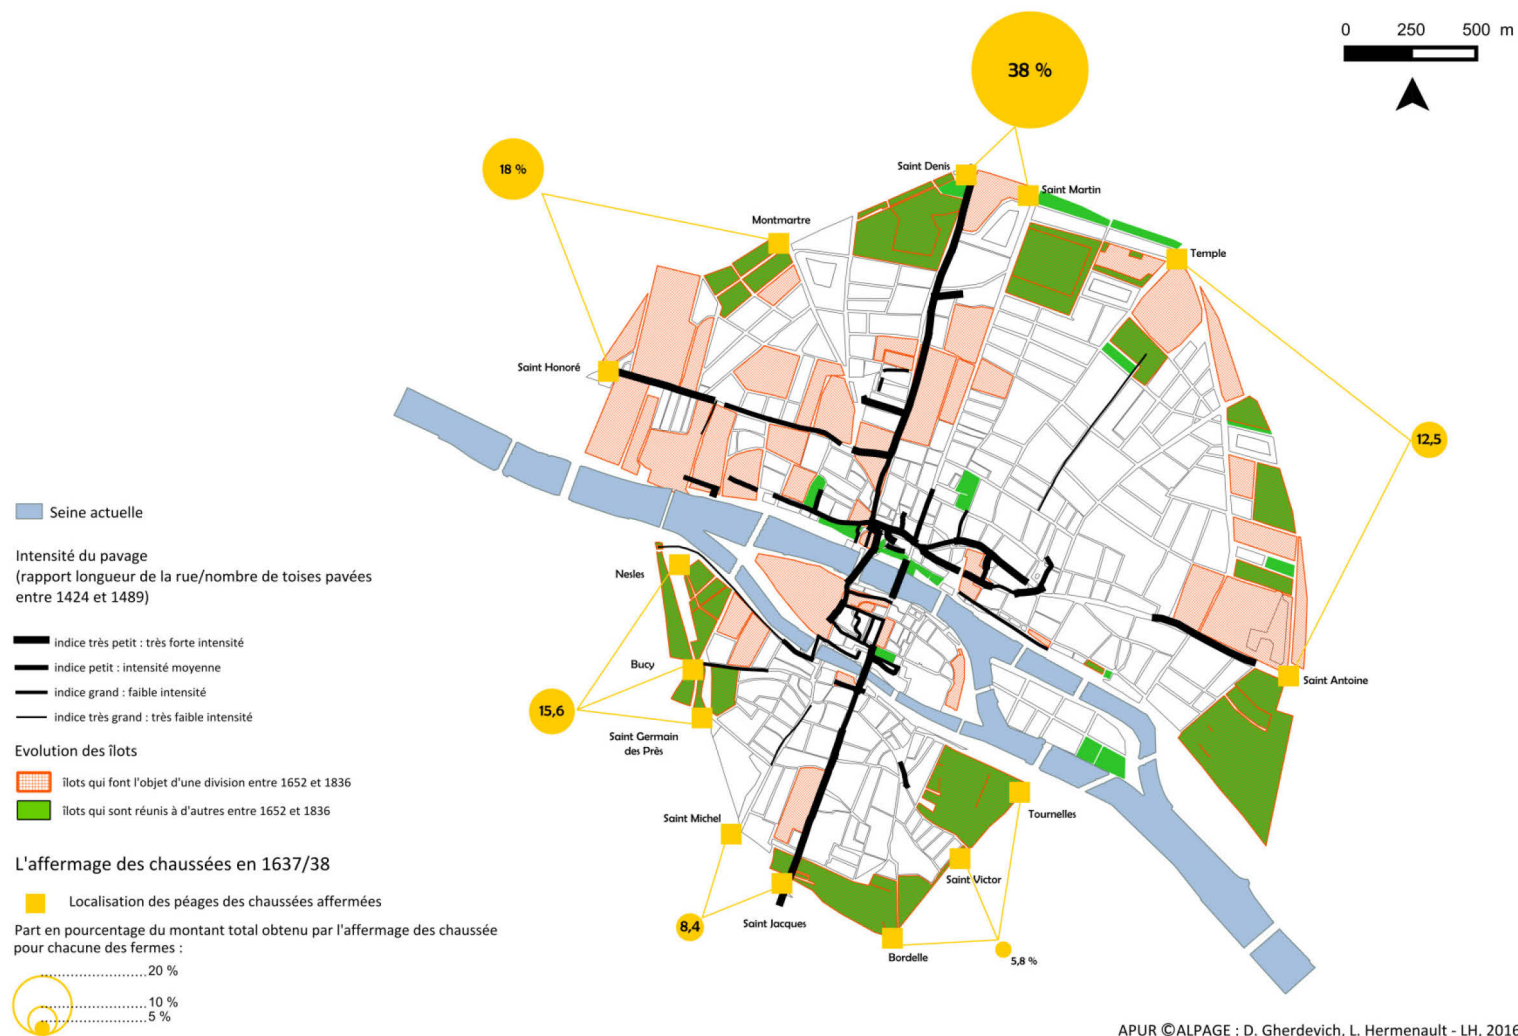 0 250 500 m
38 %
18 %
Saint Denis
Saint Martin
Montmartre
Temple
Saint Honoré
12,5
Seine actuelle
Intensité du pavage
(rapport longueur de la rue/nombre de toises pavées
entre 1424 et 1489)
indice très petit : très forte intensité
indice petit : intensité moyenne
indice grand : faible intensité
indice très grand : très faible intensité
Nesles
Bucy
15,6
Saint Germain
des Près
Saint Antoine
Evolution des îlots
îlots qui font l'objet d'une division entre 1652 et 1836
îlots qui sont réunis à d'autres entre 1652 et 1836
Saint Michel
Tournelles
L'affermage des chaussées en 1637/38
Saint Victor
Localisation des péages des chaussées affermées
8,4
Saint Jacques
Bordelle
5,8 %
Part en pourcentage du montant total obtenu par l'affermage des chaussée
pour chacune des fermes :
20 %
10 %
5 %
APUR ©ALPAGE : D. Gherdevich, L. Hermenault - LH, 2016